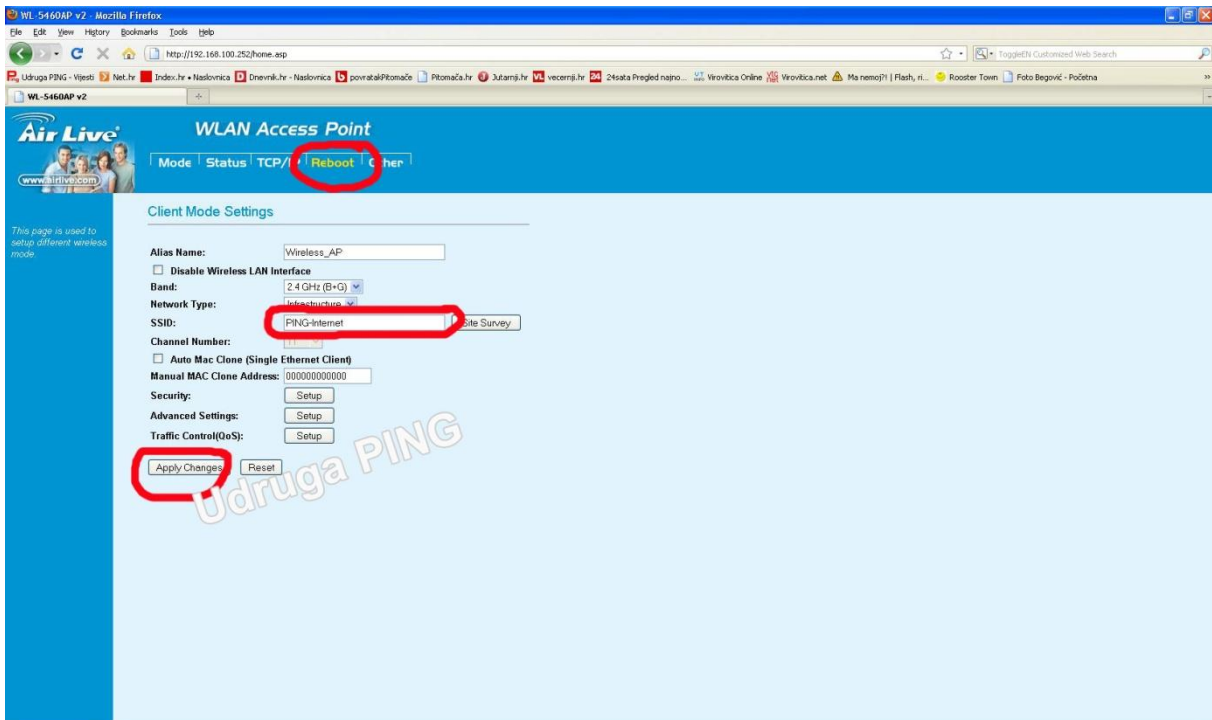 WL-5460AP v2 - Mozilla Firefox
File Edit View History Bookmarks Tools Help
http://192.168.100.252/home.asp
ToggleEN Customized Web Search
Udruga PING - Vijesti Net.hr Index.hr • Naslovnica Dnevnik.hr - Naslovnica povratakPitomače Pitomača.hr Jutarnji.hr vecernji.hr 24sata Pregled najno... Virovitica Online Virovitica.net Ma nemoj?! | Flash, ri... Rooster Town Foto Begović - Početna
WL-5460AP v2
Air Live
www.airlive.com
WLAN Access Point
Mode Status TCP/IP Reboot Other
This page is used to
setup different wireless
mode.
Client Mode Settings
Alias Name: Wireless_AP
Disable Wireless LAN Interface
Band: 2.4 GHz (B+G)
Network Type: Infrastructure
SSID: PING-Internet Site Survey
Channel Number: 11
Auto Mac Clone (Single Ethernet Client)
Manual MAC Clone Address: 000000000000
Security: Setup
Advanced Settings: Setup
Traffic Control(QoS): Setup
Apply Changes Reset
Udruga PING